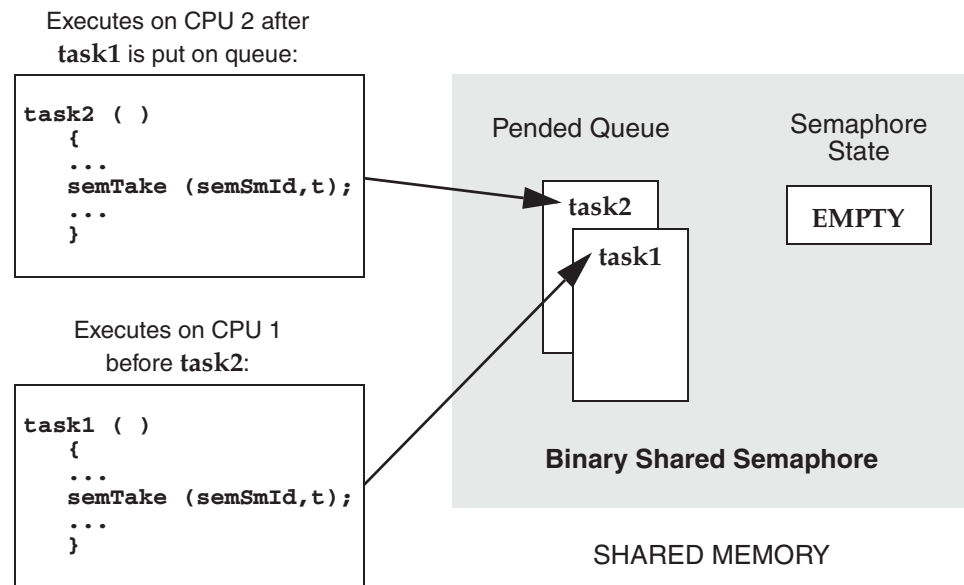 Executes on CPU 2 after
task1 is put on queue:
task2 ( )
{
...
semTake (semSmId,t);
...
}
Executes on CPU 1
before task2:
task1 ( )
{
...
semTake (semSmId,t);
...
}
Pended Queue
task2
task1
Semaphore
State
EMPTY
Binary Shared Semaphore
SHARED MEMORY